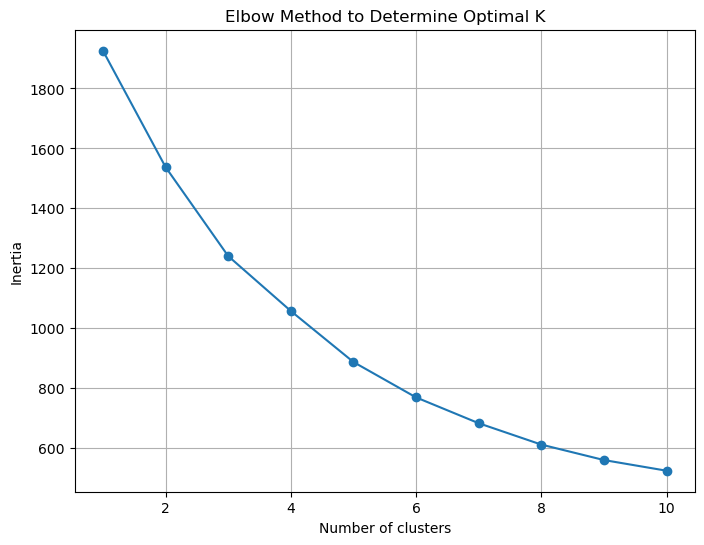 Elbow Method to Determine Optimal K
1800
1600
1400
1200
1000
800
600
Inertia
2 4 6 8 10
Number of clusters